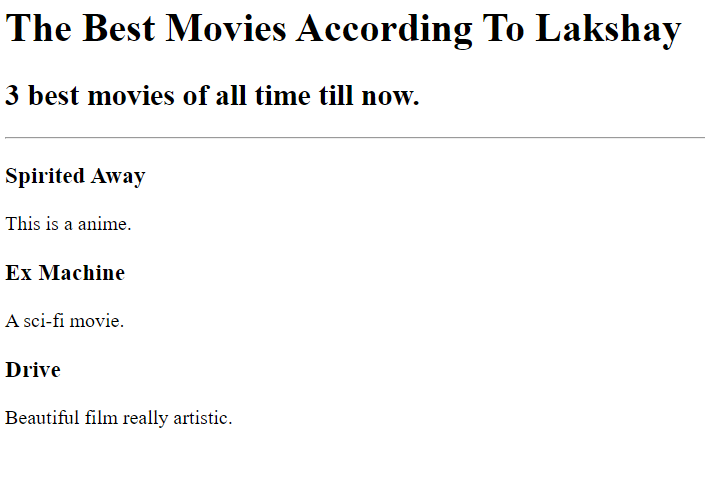 The Best Movies According To Lakshay
3 best movies of all time till now.
Spirited Away
This is a anime.
Ex Machine
A sci-fi movie.
Drive
Beautiful film really artistic.